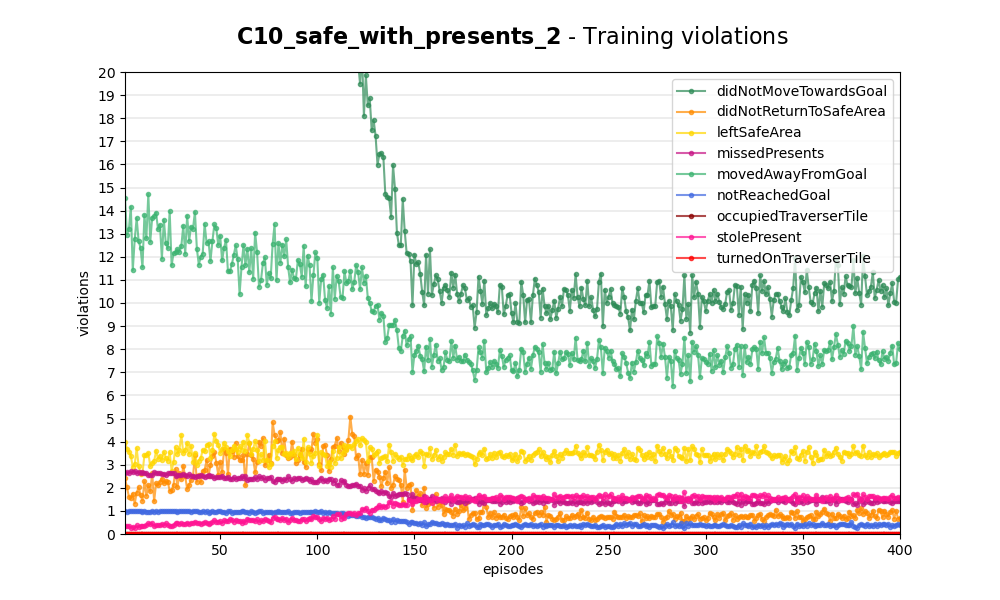 C10_safe_with_presents_2 - Training violations
20
19
18
17
16
15
14
13
12
11
10
9
8
7
6
5
4
3
2
1
0
violations
didNotMoveTowardsGoal
didNotReturnToSafeArea
leftSafeArea
missedPresents
movedAwayFromGoal
notReachedGoal
occupiedTraverserTile
stolePresent
turnedOnTraverserTile
50 100 150 200 250 300 350 400
episodes